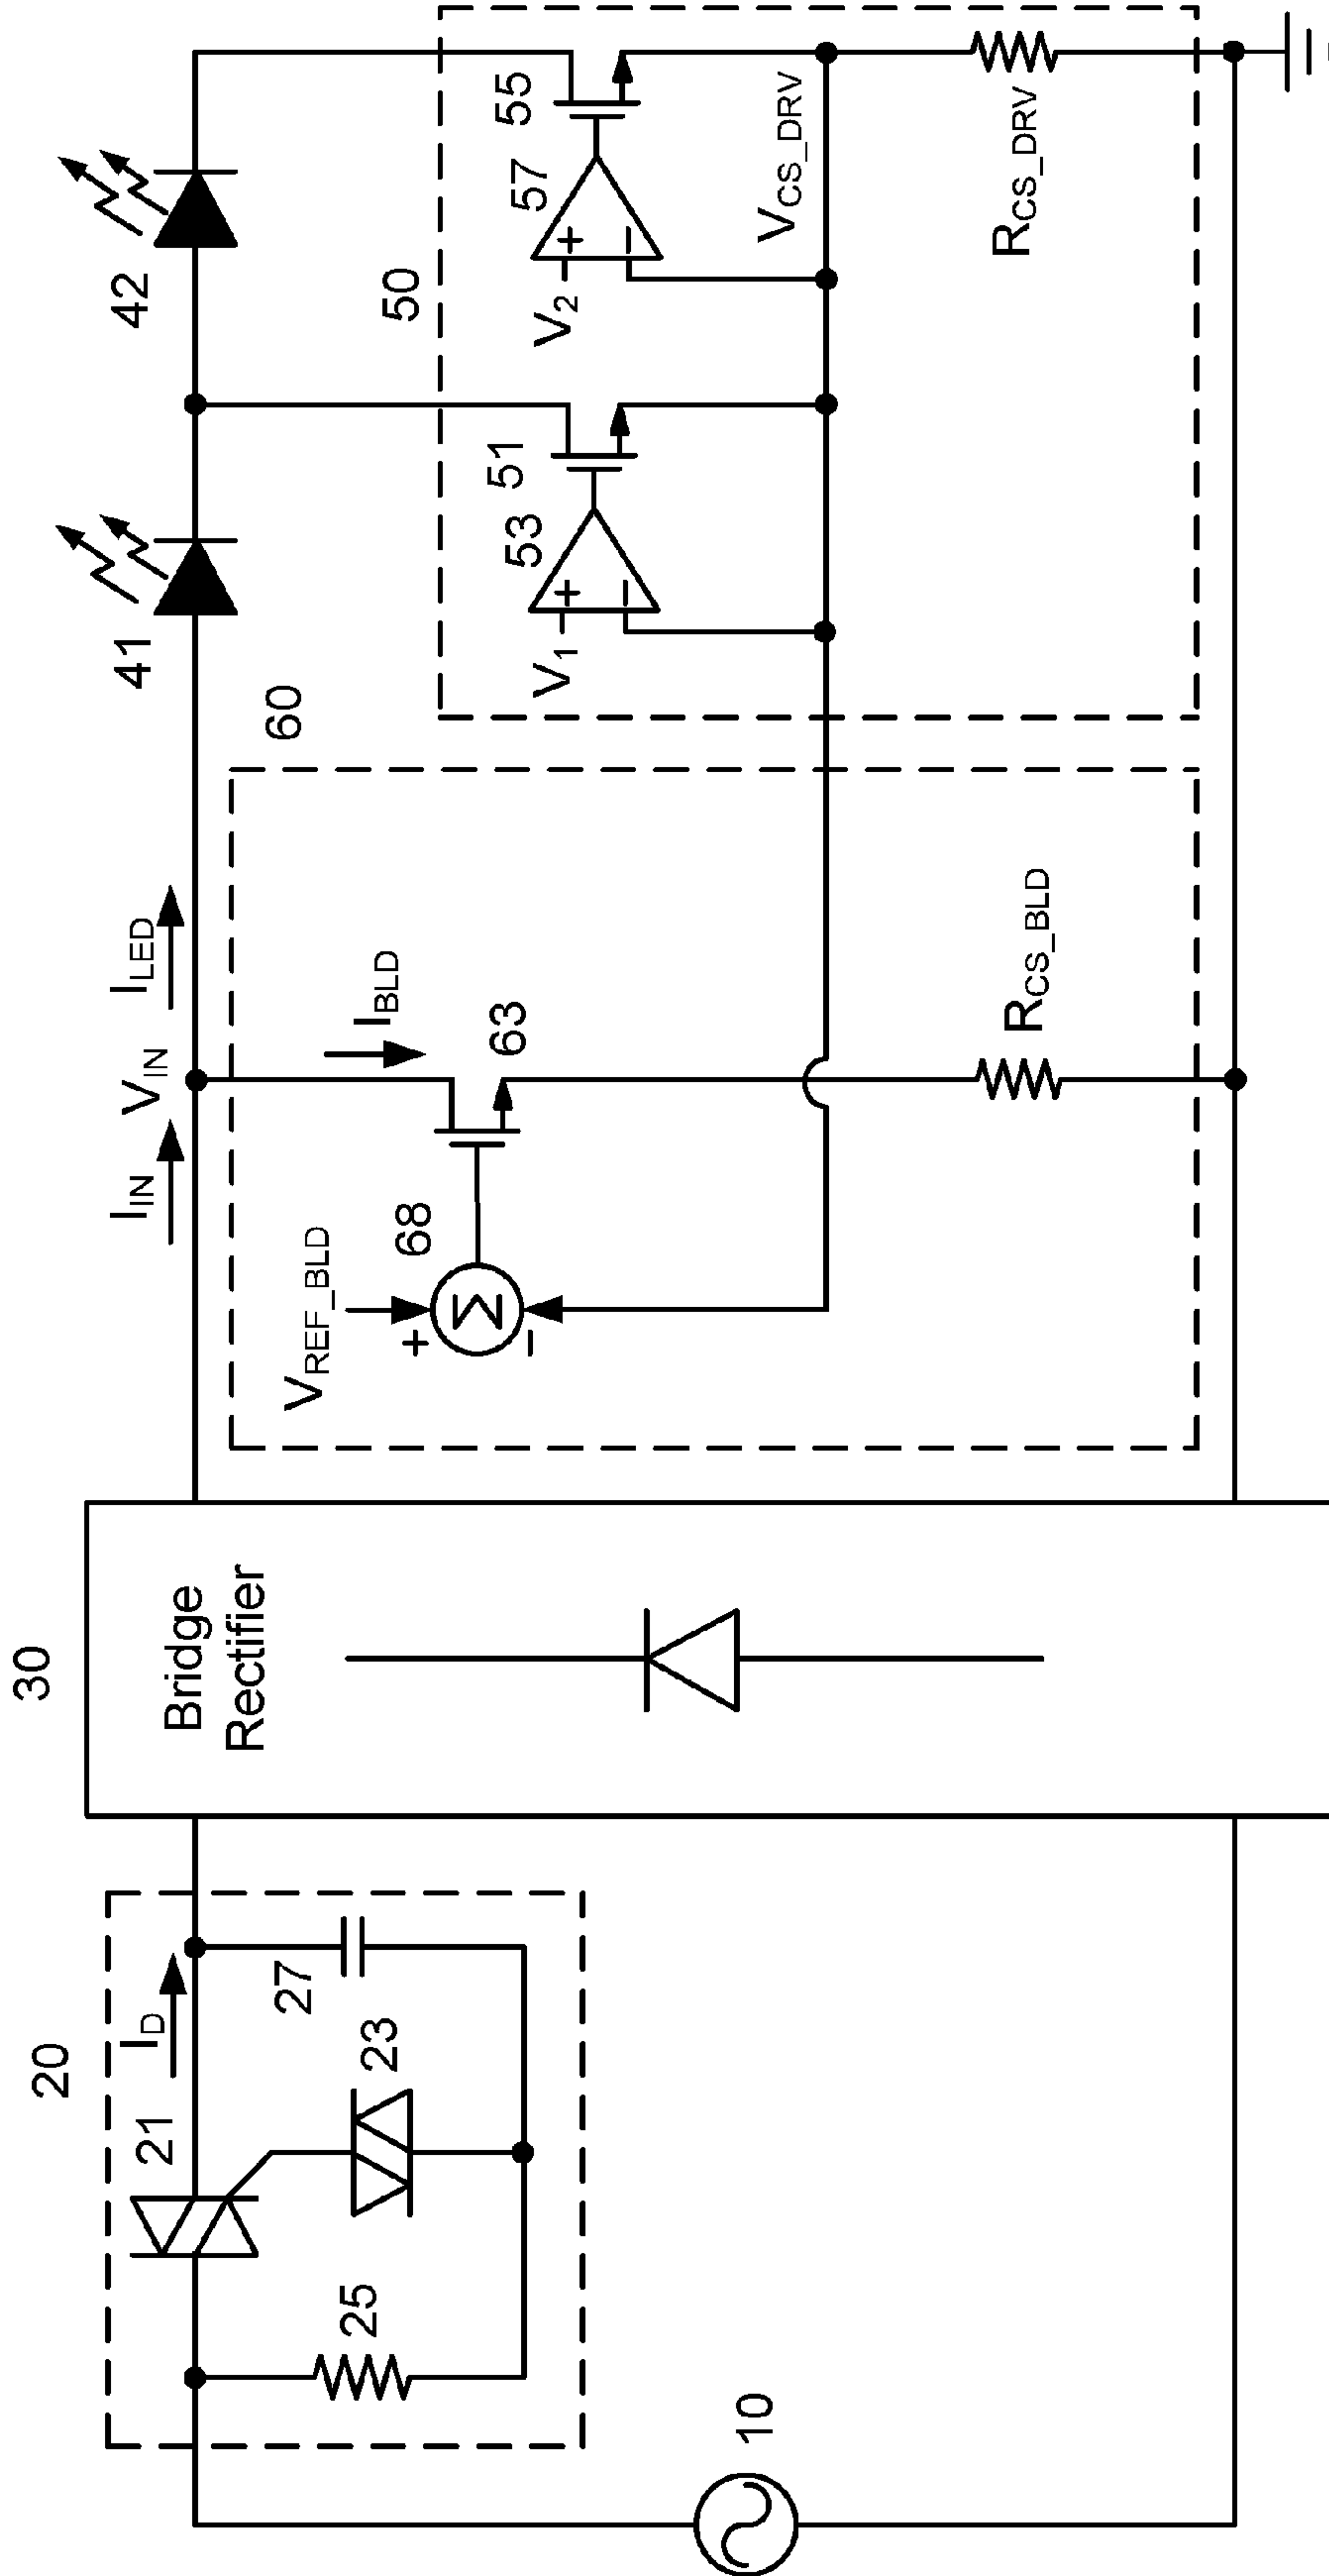 10
20
21
I_D
23
25
27
30
Bridge
Rectifier
I_IN
V_IN
I_LED
V_REF_BLD
+
−
Σ
68
I_BLD
63
R_CS_BLD
60
41
42
50
V_1
+
−
53
51
V_2
+
−
57
55
V_CS_DRV
R_CS_DRV